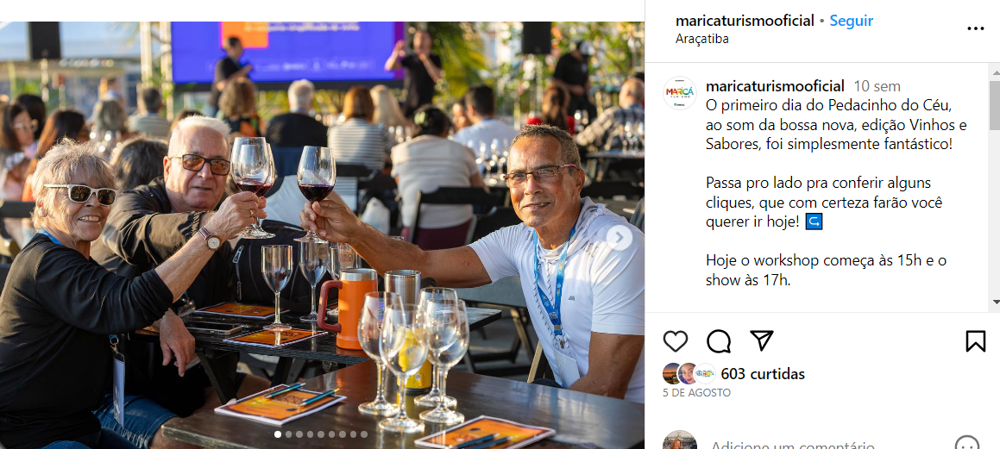 maricaturismooficial • Seguir
Araçatiba
maricaturismooficial 10 sem
O primeiro dia do Pedacinho do Céu,
ao som da bossa nova, edição Vinhos e
Sabores, foi simplesmente fantástico!
Passa pro lado pra conferir alguns
cliques, que com certeza farão você
querer ir hoje! ↪️
Hoje o workshop começa às 15h e o
show às 17h.
MARICÁ
TURISMO
603 curtidas
5 DE AGOSTO
Adicione um comentário